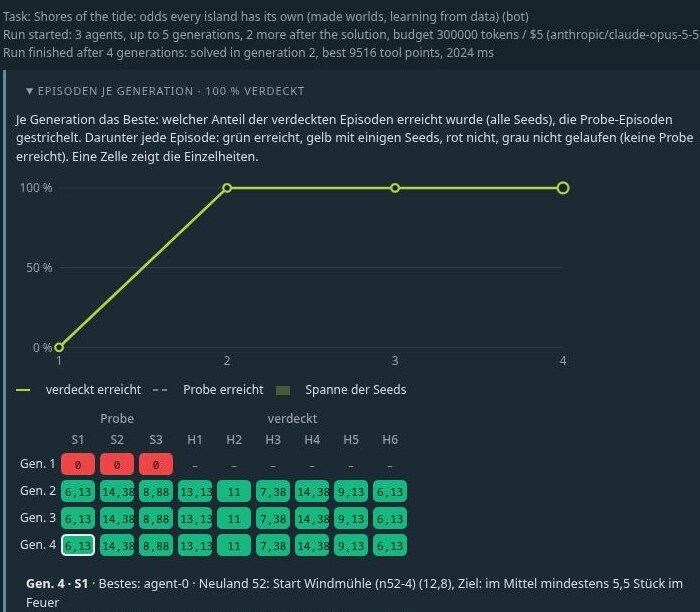 Task: Shores of the tide: odds every island has its own (made worlds, learning from data) (bot)
Run started: 3 agents, up to 5 generations, 2 more after the solution, budget 300000 tokens / $5 (anthropic/claude-opus-5-5
Run finished after 4 generations: solved in generation 2, best 9516 tool points, 2024 ms
▼ EPISODEN JE GENERATION · 100 % VERDECKT
Je Generation das Beste: welcher Anteil der verdeckten Episoden erreicht wurde (alle Seeds), die Probe-Episoden
gestrichelt. Darunter jede Episode: grün erreicht, gelb mit einigen Seeds, rot nicht, grau nicht gelaufen (keine Probe
erreicht). Eine Zelle zeigt die Einzelheiten.
100 %
50 %
0 %
1 2 3 4
verdeckt erreicht Probe erreicht Spanne der Seeds
Probe verdeckt
S1 S2 S3 H1 H2 H3 H4 H5 H6
Gen. 1 0 0 0 – – – – – –
Gen. 2 6,13 14,38 8,88 13,13 11 7,38 14,38 9,13 6,13
Gen. 3 6,13 14,38 8,88 13,13 11 7,38 14,38 9,13 6,13
Gen. 4 6,13 14,38 8,88 13,13 11 7,38 14,38 9,13 6,13
Gen. 4 · S1 · Bestes: agent-0 · Neuland 52: Start Windmühle (n52-4) (12,8), Ziel: im Mittel mindestens 5,5 Stück im
Feuer